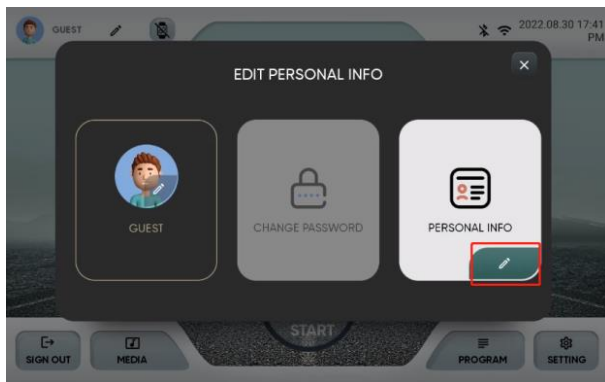 GUEST
2022.08.30 17:41
PM
EDIT PERSONAL INFO
GUEST
CHANGE PASSWORD
PERSONAL INFO
START
SIGN OUT
MEDIA
PROGRAM
SETTING